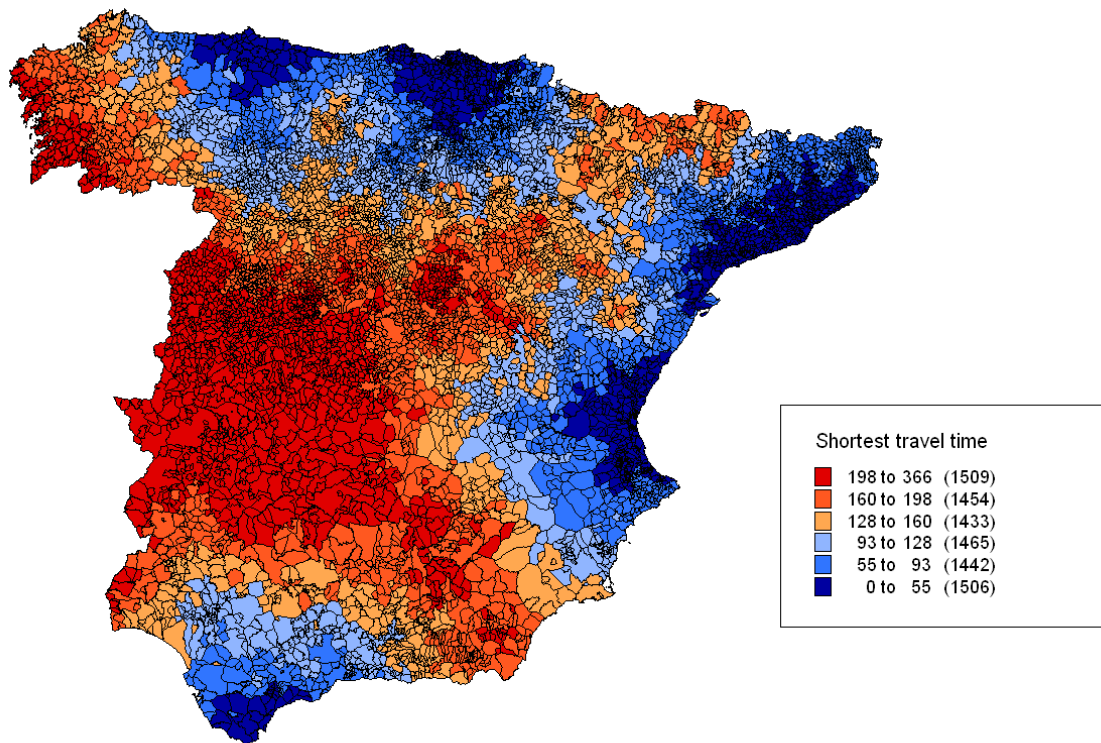 Shortest travel time
198 to 366 (1509)
160 to 198 (1454)
128 to 160 (1433)
93 to 128 (1465)
55 to 93 (1442)
0 to 55 (1506)